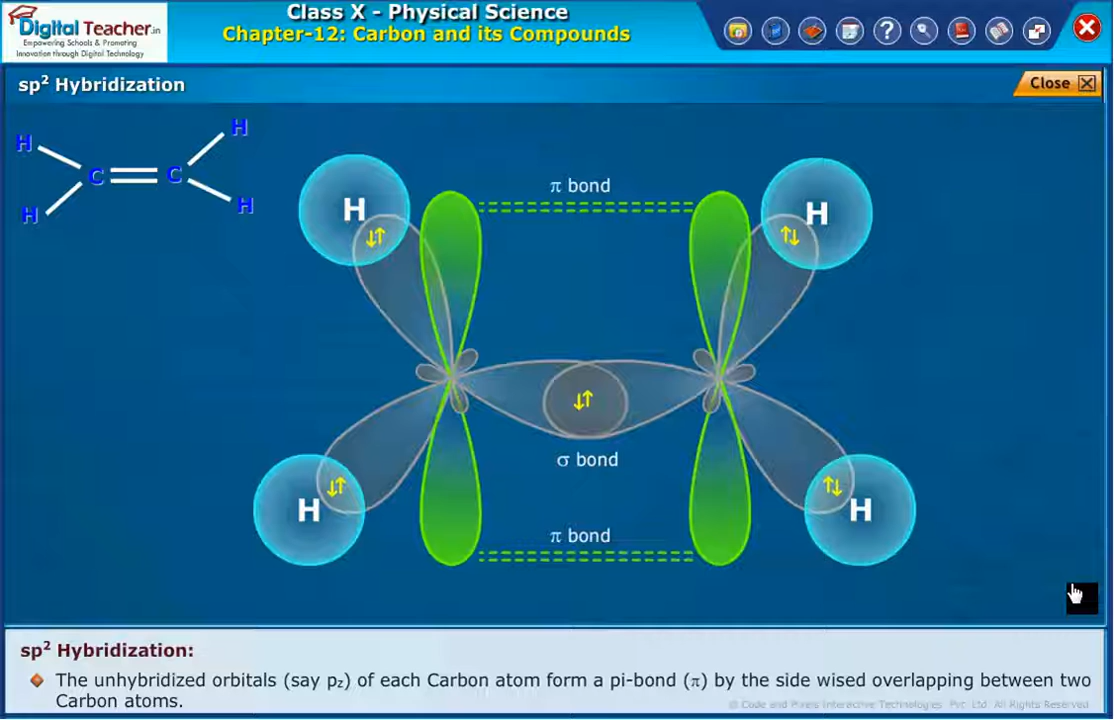 Digital Teacher.in
Empowering Schools & Promoting
Innovation through Digital Technology
Class X - Physical Science
Chapter-12: Carbon and its Compounds
?
sp² Hybridization
Close
H
H
C
C
H
H
π bond
H
H
σ bond
H
H
π bond
sp² Hybridization:
The unhybridized orbitals (say pz) of each Carbon atom form a pi-bond (π) by the side wised overlapping between two
Carbon atoms.
@ Code and Pixels Interactive Technologies Pvt. Ltd. All Rights Reserved